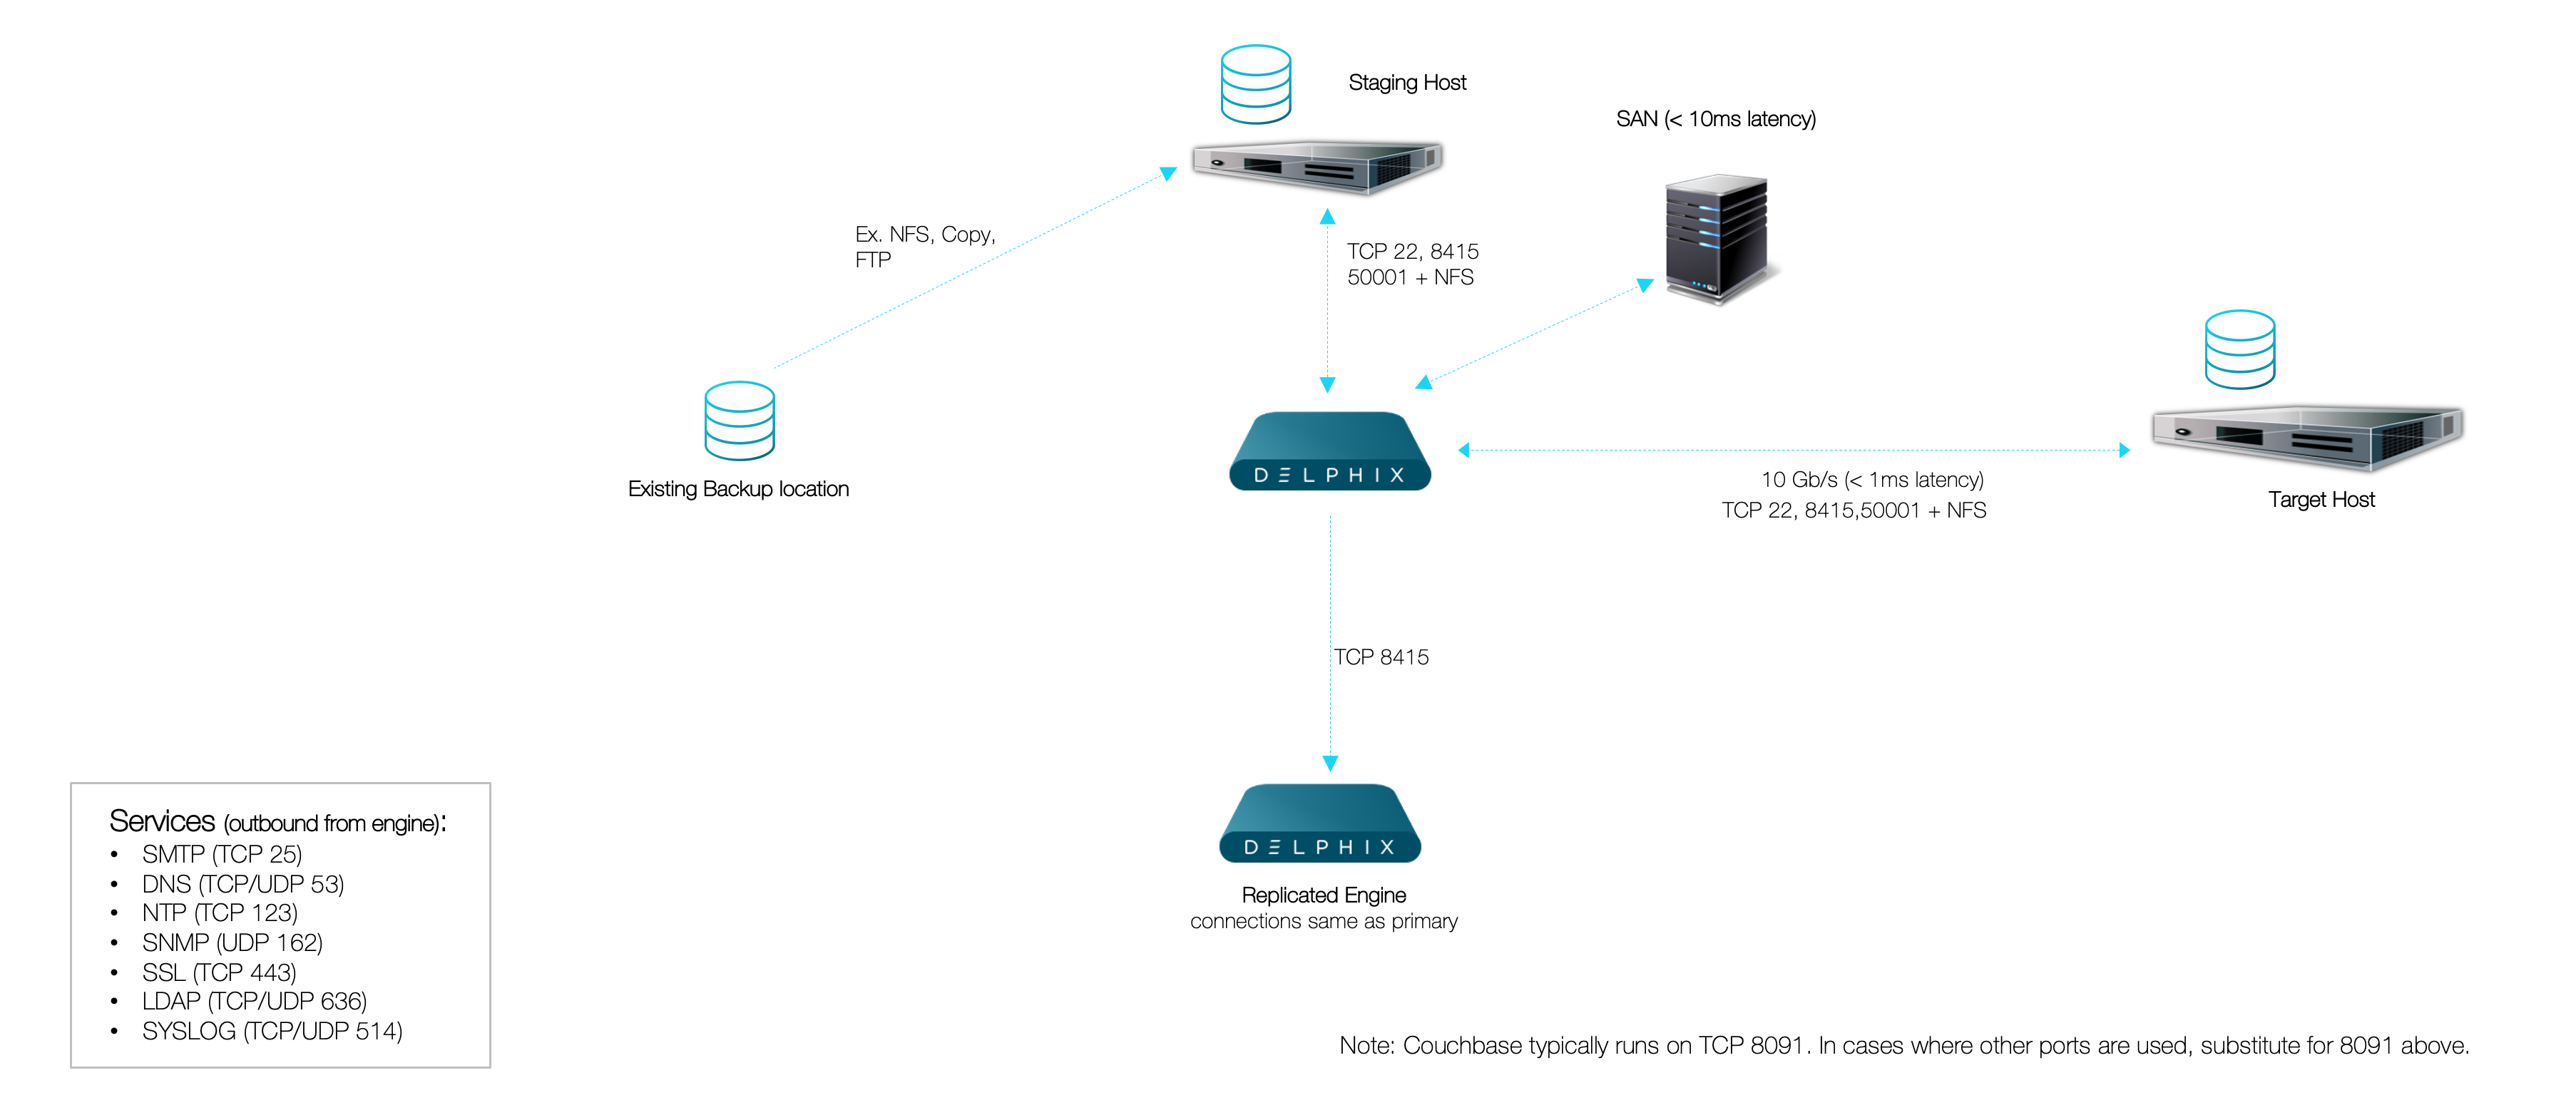 Staging Host
SAN (< 10ms latency)
Ex. NFS, Copy,
FTP
TCP 22, 8415
50001 + NFS
Existing Backup location
DELPHIX
10 Gb/s (< 1ms latency)
TCP 22, 8415,50001 + NFS
Target Host
TCP 8415
DELPHIX
Replicated Engine
connections same as primary
Services (outbound from engine):
• SMTP (TCP 25)
• DNS (TCP/UDP 53)
• NTP (TCP 123)
• SNMP (UDP 162)
• SSL (TCP 443)
• LDAP (TCP/UDP 636)
• SYSLOG (TCP/UDP 514)
Note: Couchbase typically runs on TCP 8091. In cases where other ports are used, substitute for 8091 above.